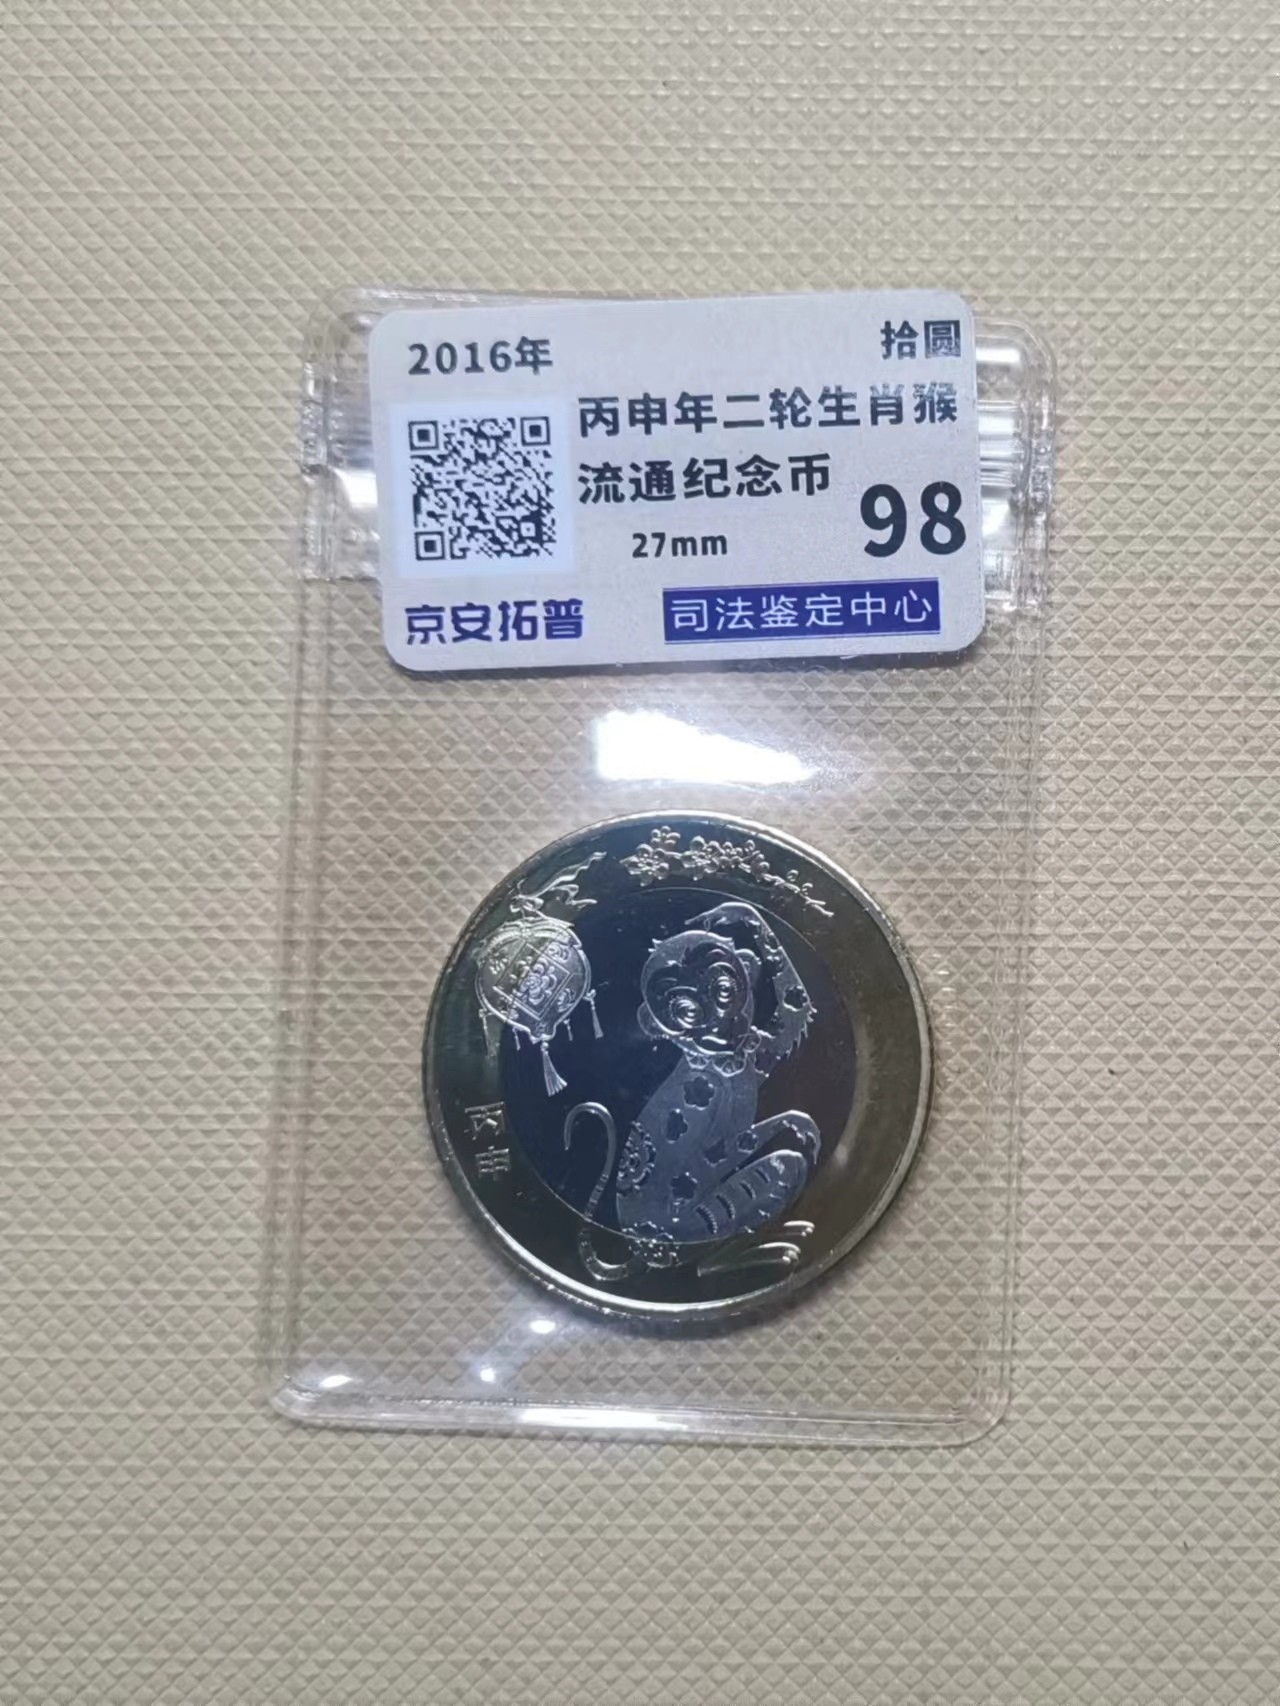 2016年
拾圆
丙申年二轮生肖猴
流通纪念币
27mm
98
京安拓普
司法鉴定中心
丙申